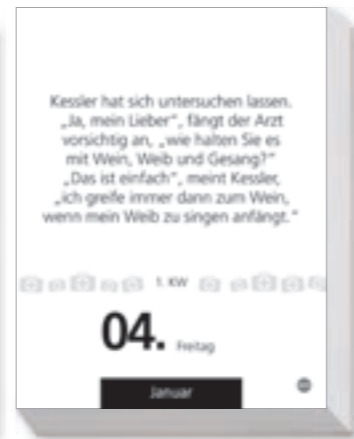 Kessler hat sich untersuchen lassen.
„Ja, mein Lieber“, fängt der Arzt
vorsichtig an, „wie halten Sie es
mit Wein, Weib und Gesang?“
„Das ist einfach“, meint Kessler,
„ich greife immer dann zum Wein,
wenn mein Weib zu singen anfängt.“
1. KW
04. Freitag
Januar